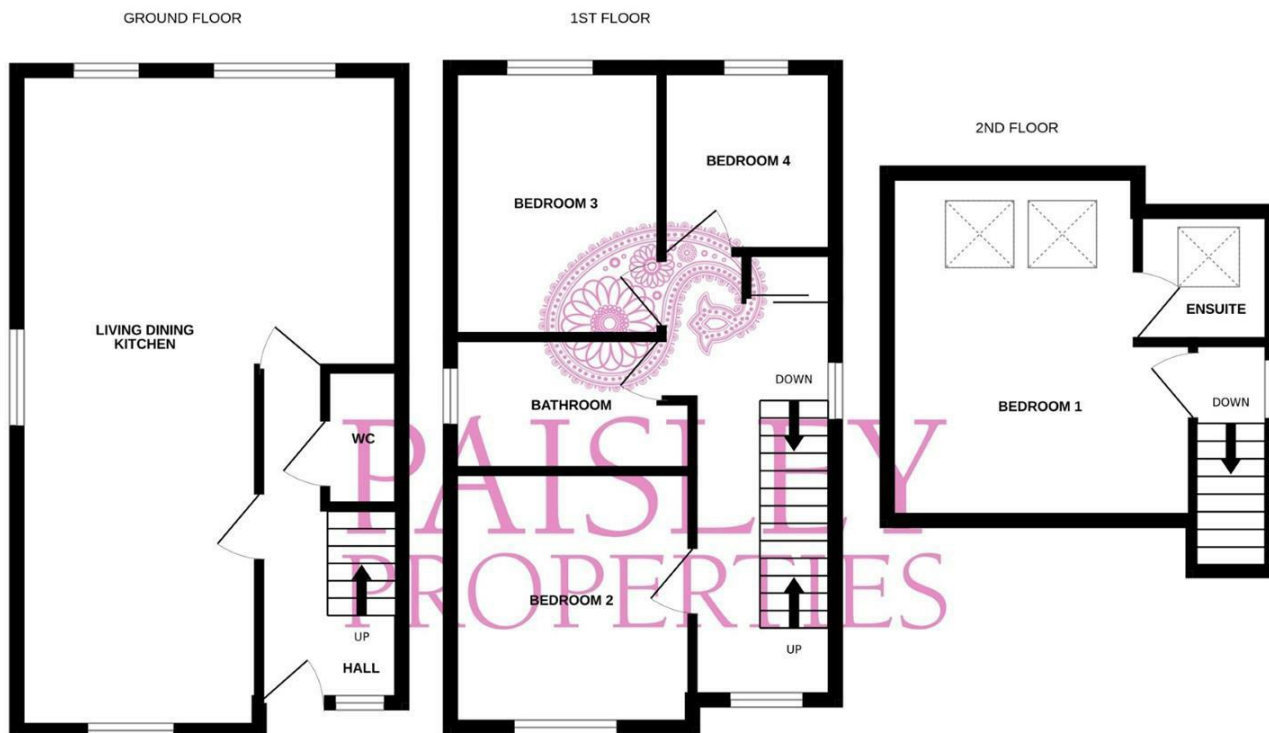 GROUND FLOOR
1ST FLOOR
2ND FLOOR
BEDROOM 4
BEDROOM 3
LIVING DINING
KITCHEN
ENSUITE
DOWN
BATHROOM
BEDROOM 1
DOWN
WC
PAISLEY
PROPERTIES
BEDROOM 2
UP
UP
HALL